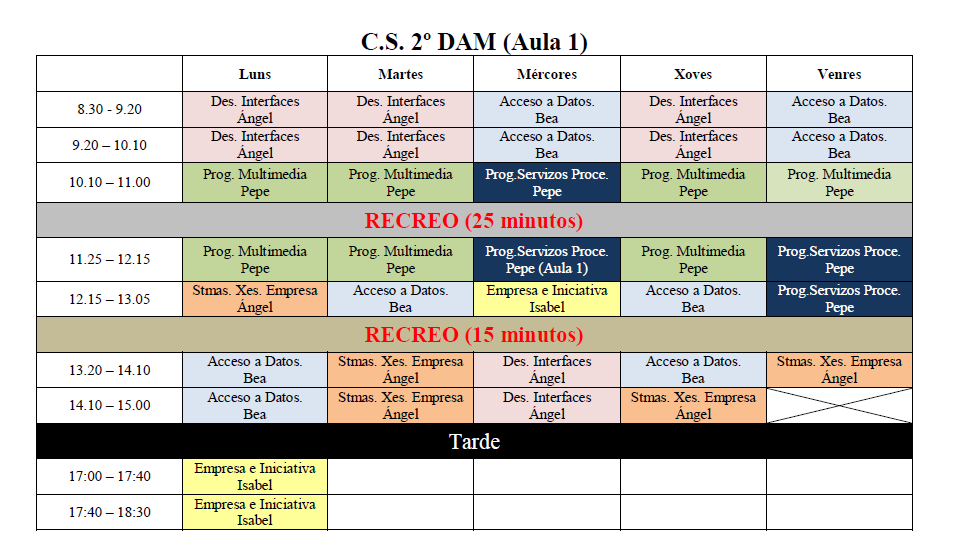 C.S. 2º DAM (Aula 1)
Luns Martes Mércores Xoves Venres
8.30 - 9.20 Des. Interfaces Ángel Des. Interfaces Ángel Acceso a Datos. Bea Des. Interfaces Ángel Acceso a Datos. Bea
9.20 – 10.10 Des. Interfaces Ángel Des. Interfaces Ángel Acceso a Datos. Bea Des. Interfaces Ángel Acceso a Datos. Bea
10.10 – 11.00 Prog. Multimedia Pepe Prog. Multimedia Pepe Prog.Servizos Proce. Pepe Prog. Multimedia Pepe Prog. Multimedia Pepe
RECREO (25 minutos)
11.25 – 12.15 Prog. Multimedia Pepe Prog. Multimedia Pepe Prog.Servizos Proce. Pepe (Aula 1) Prog. Multimedia Pepe Prog.Servizos Proce. Pepe
12.15 – 13.05 Stmas. Xes. Empresa Ángel Acceso a Datos. Bea Empresa e Iniciativa Isabel Acceso a Datos. Bea Prog.Servizos Proce. Pepe
RECREO (15 minutos)
13.20 – 14.10 Acceso a Datos. Bea Stmas. Xes. Empresa Ángel Des. Interfaces Ángel Acceso a Datos. Bea Stmas. Xes. Empresa Ángel
14.10 – 15.00 Acceso a Datos. Bea Stmas. Xes. Empresa Ángel Des. Interfaces Ángel Stmas. Xes. Empresa Ángel
Tarde
17:00 – 17:40 Empresa e Iniciativa Isabel
17:40 – 18:30 Empresa e Iniciativa Isabel